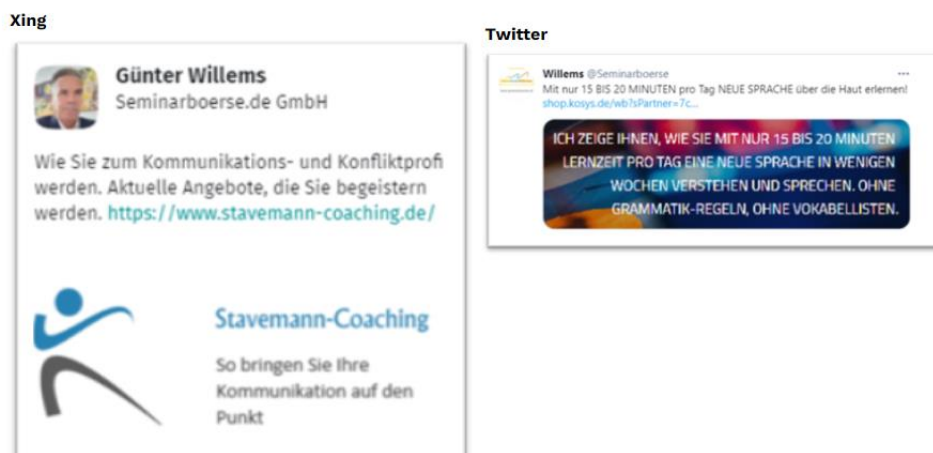 Xing
Günter Willems
Seminarboerse.de GmbH
Wie Sie zum Kommunikations- und Konfliktprofi
werden. Aktuelle Angebote, die Sie begeistern
werden. https://www.stavemann-coaching.de/
Stavemann-Coaching
So bringen Sie Ihre
Kommunikation auf den
Punkt
Twitter
Willems @Seminarboerse
Mit nur 15 BIS 20 MINUTEN pro Tag NEUE SPRACHE über die Haut erlernen!
shop.kosys.de/wb?sPartner=7c...
ICH ZEIGE IHNEN, WIE SIE MIT NUR 15 BIS 20 MINUTEN
LERNZEIT PRO TAG EINE NEUE SPRACHE IN WENIGEN
WOCHEN VERSTEHEN UND SPRECHEN. OHNE
GRAMMATIK-REGELN, OHNE VOKABELLISTEN.